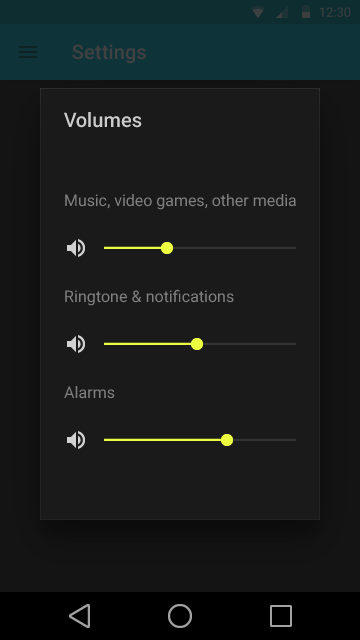 12:30
Settings
Volumes
Music, video games, other media
Ringtone & notifications
Alarms